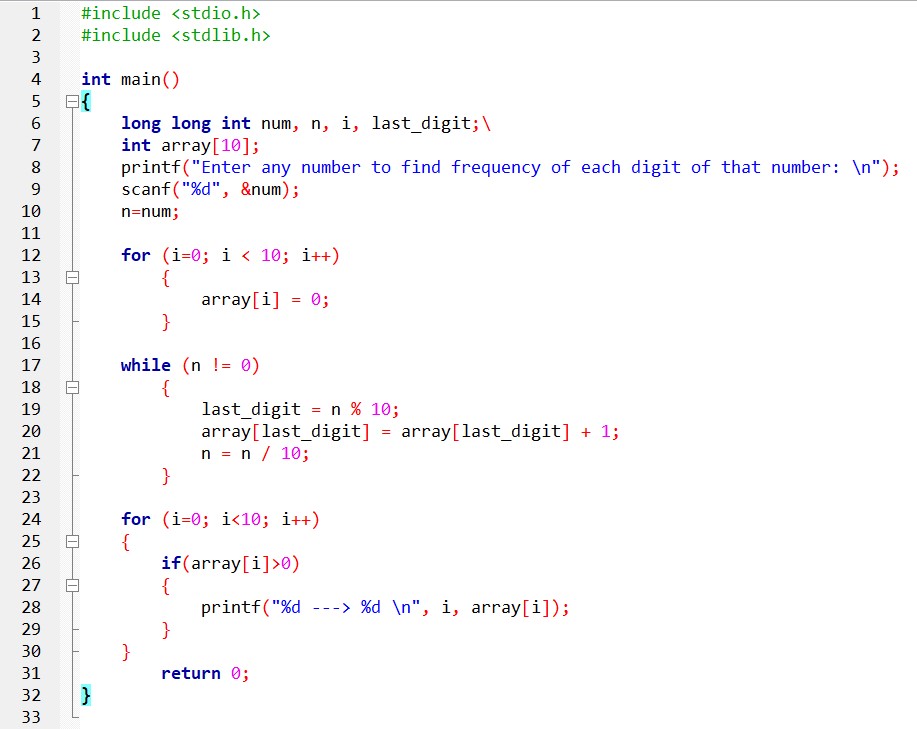 1 #include <stdio.h>
2 #include <stdlib.h>
3
4 int main()
5 {
6     long long int num, n, i, last_digit;\
7     int array[10];
8     printf("Enter any number to find frequency of each digit of that number: \n");
9     scanf("%d", &num);
10     n=num;
11
12     for (i=0; i < 10; i++)
13         {
14             array[i] = 0;
15         }
16
17     while (n != 0)
18         {
19             last_digit = n % 10;
20             array[last_digit] = array[last_digit] + 1;
21             n = n / 10;
22         }
23
24     for (i=0; i<10; i++)
25     {
26         if(array[i]>0)
27         {
28             printf("%d ---> %d \n", i, array[i]);
29         }
30     }
31         return 0;
32 }
33